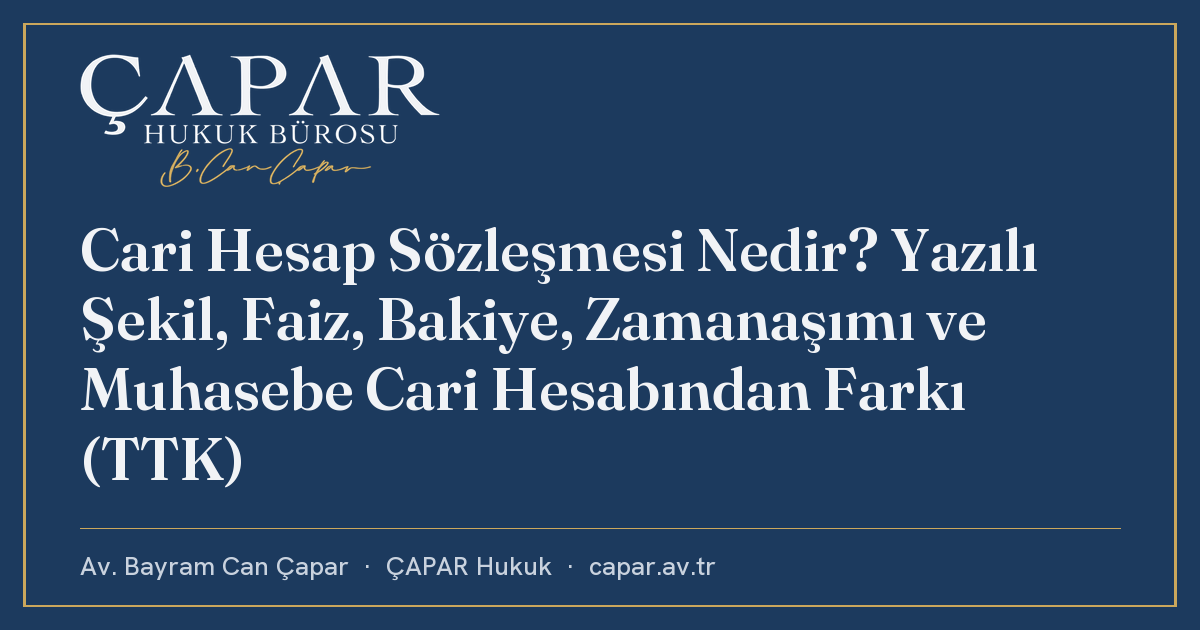 ÇAPAR
HUKUK BÜROSU
B. Can Çapar
Cari Hesap Sözleşmesi Nedir? Yazılı
Şekil, Faiz, Bakiye, Zamanaşımı ve
Muhasebe Cari Hesabından Farkı
(TTK)
Av. Bayram Can Çapar · ÇAPAR Hukuk · capar.av.tr